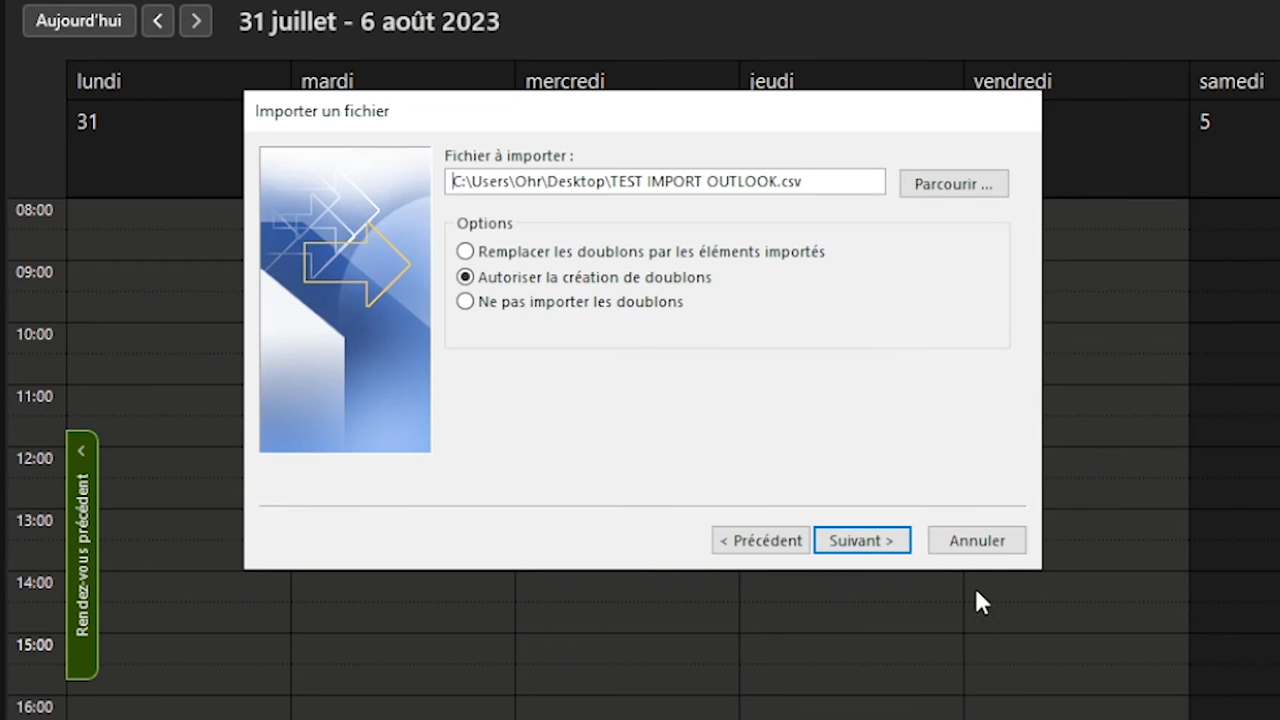 Aujourd'hui < > 31 juillet - 6 août 2023
lundi mardi mercredi jeudi vendredi samedi
31 5
Importer un fichier
Fichier à importer :
C:\Users\Ohr\Desktop\TEST IMPORT OUTLOOK.csv Parcourir ...
Options
Remplacer les doublons par les éléments importés
Autoriser la création de doublons
Ne pas importer les doublons
< Précédent Suivant > Annuler
08:00
09:00
10:00
11:00
12:00
13:00
14:00
15:00
16:00
Rendez-vous précédent